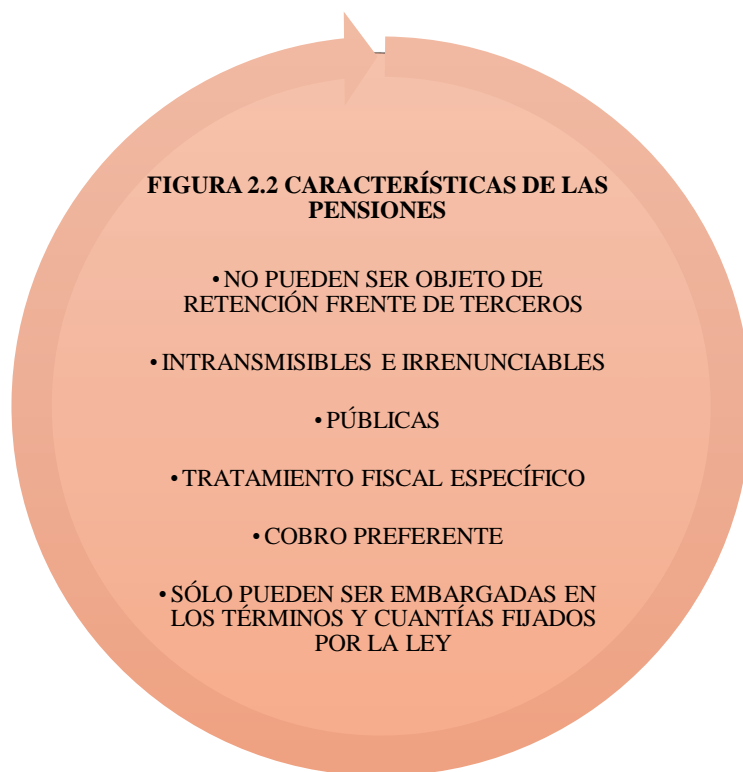 FIGURA 2.2 CARACTERÍSTICAS DE LAS
PENSIONES
• NO PUEDEN SER OBJETO DE
RETENCIÓN FRENTE DE TERCEROS
• INTRANSMISIBLES E IRRENUNCIABLES
• PÚBLICAS
• TRATAMIENTO FISCAL ESPECÍFICO
• COBRO PREFERENTE
• SÓLO PUEDEN SER EMBARGADAS EN
LOS TÉRMINOS Y CUANTÍAS FIJADOS
POR LA LEY